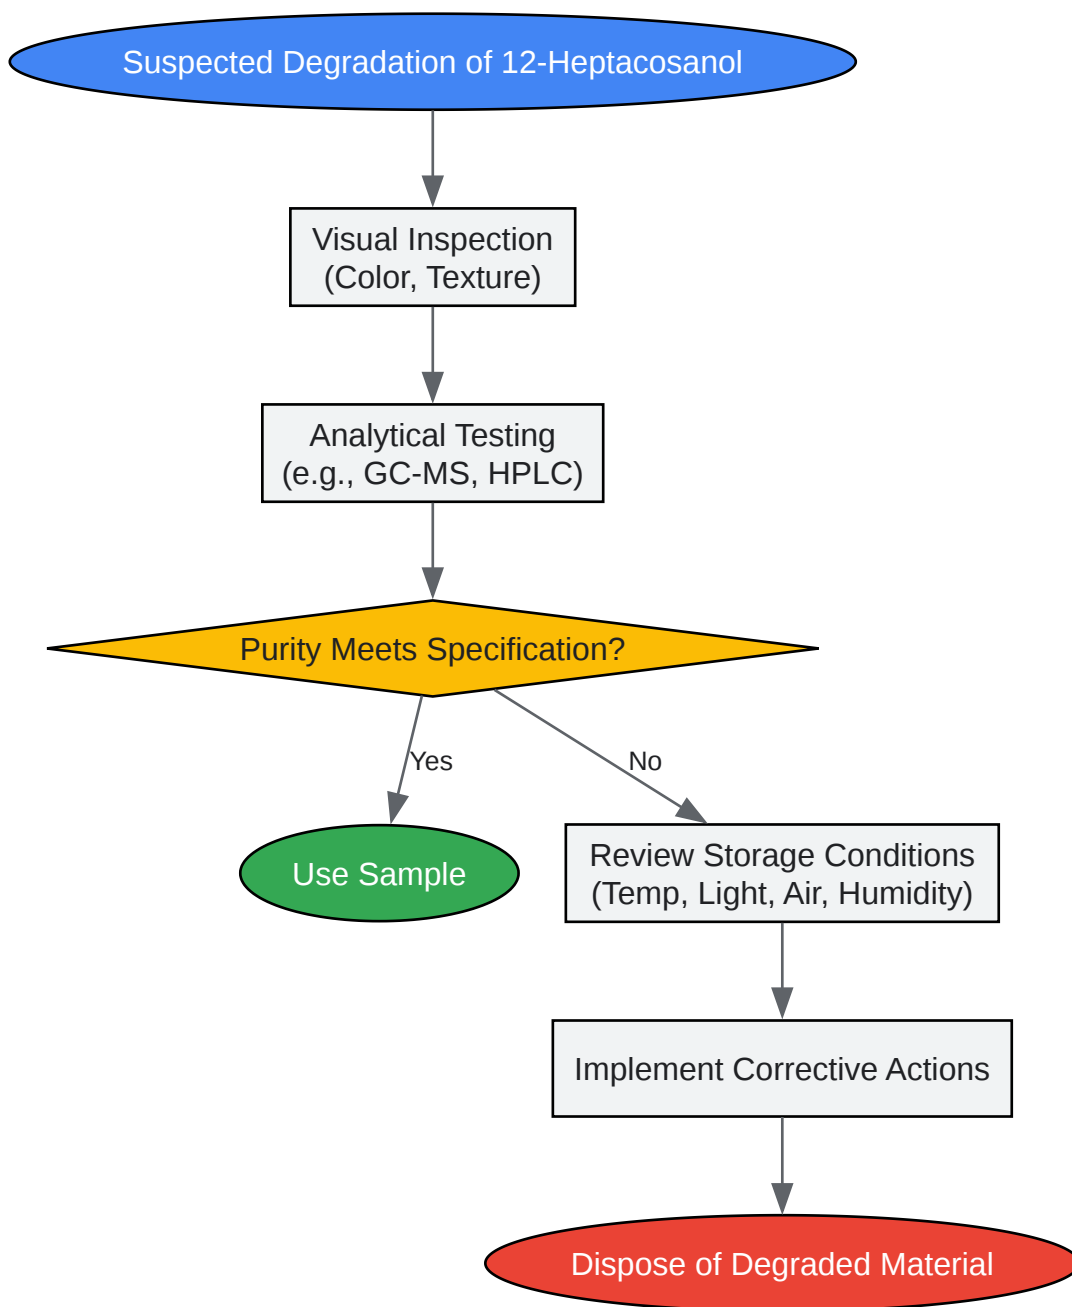 Suspected Degradation of 12-Heptacosanol
Visual Inspection
(Color, Texture)
Analytical Testing
(e.g., GC-MS, HPLC)
Purity Meets Specification?
Yes
No
Use Sample
Review Storage Conditions
(Temp, Light, Air, Humidity)
Implement Corrective Actions
Dispose of Degraded Material